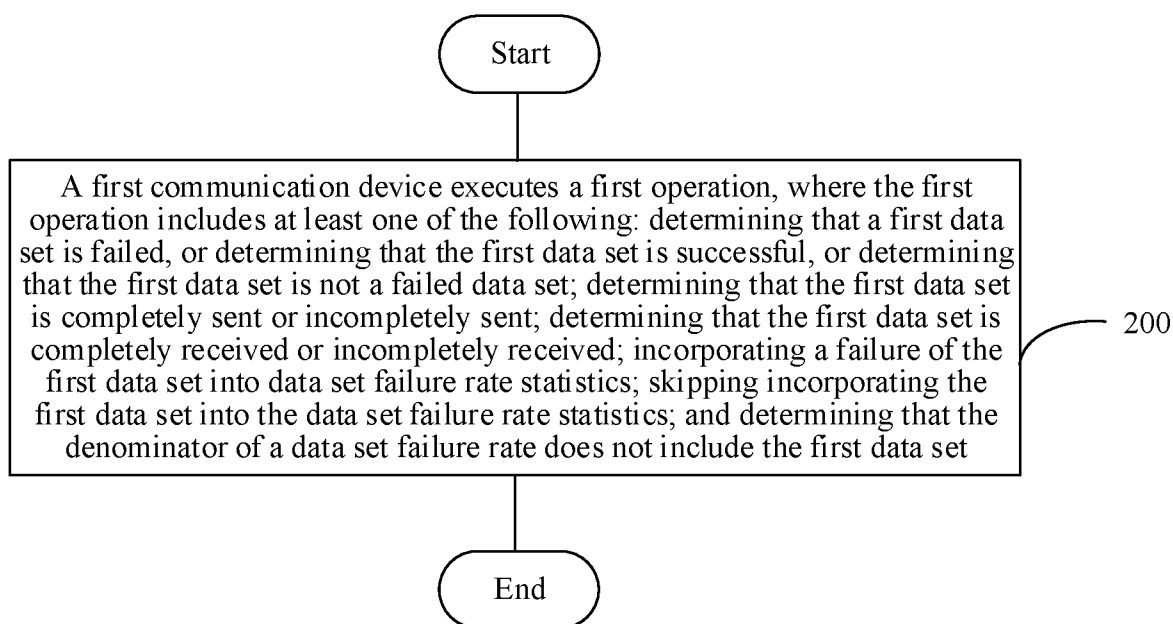 Start
A first communication device executes a first operation, where the first
operation includes at least one of the following: determining that a first data
set is failed, or determining that the first data set is successful, or determining
that the first data set is not a failed data set; determining that the first data set
is completely sent or incompletely sent; determining that the first data set is
completely received or incompletely received; incorporating a failure of the
first data set into data set failure rate statistics; skipping incorporating the
first data set into the data set failure rate statistics; and determining that the
denominator of a data set failure rate does not include the first data set
200
End